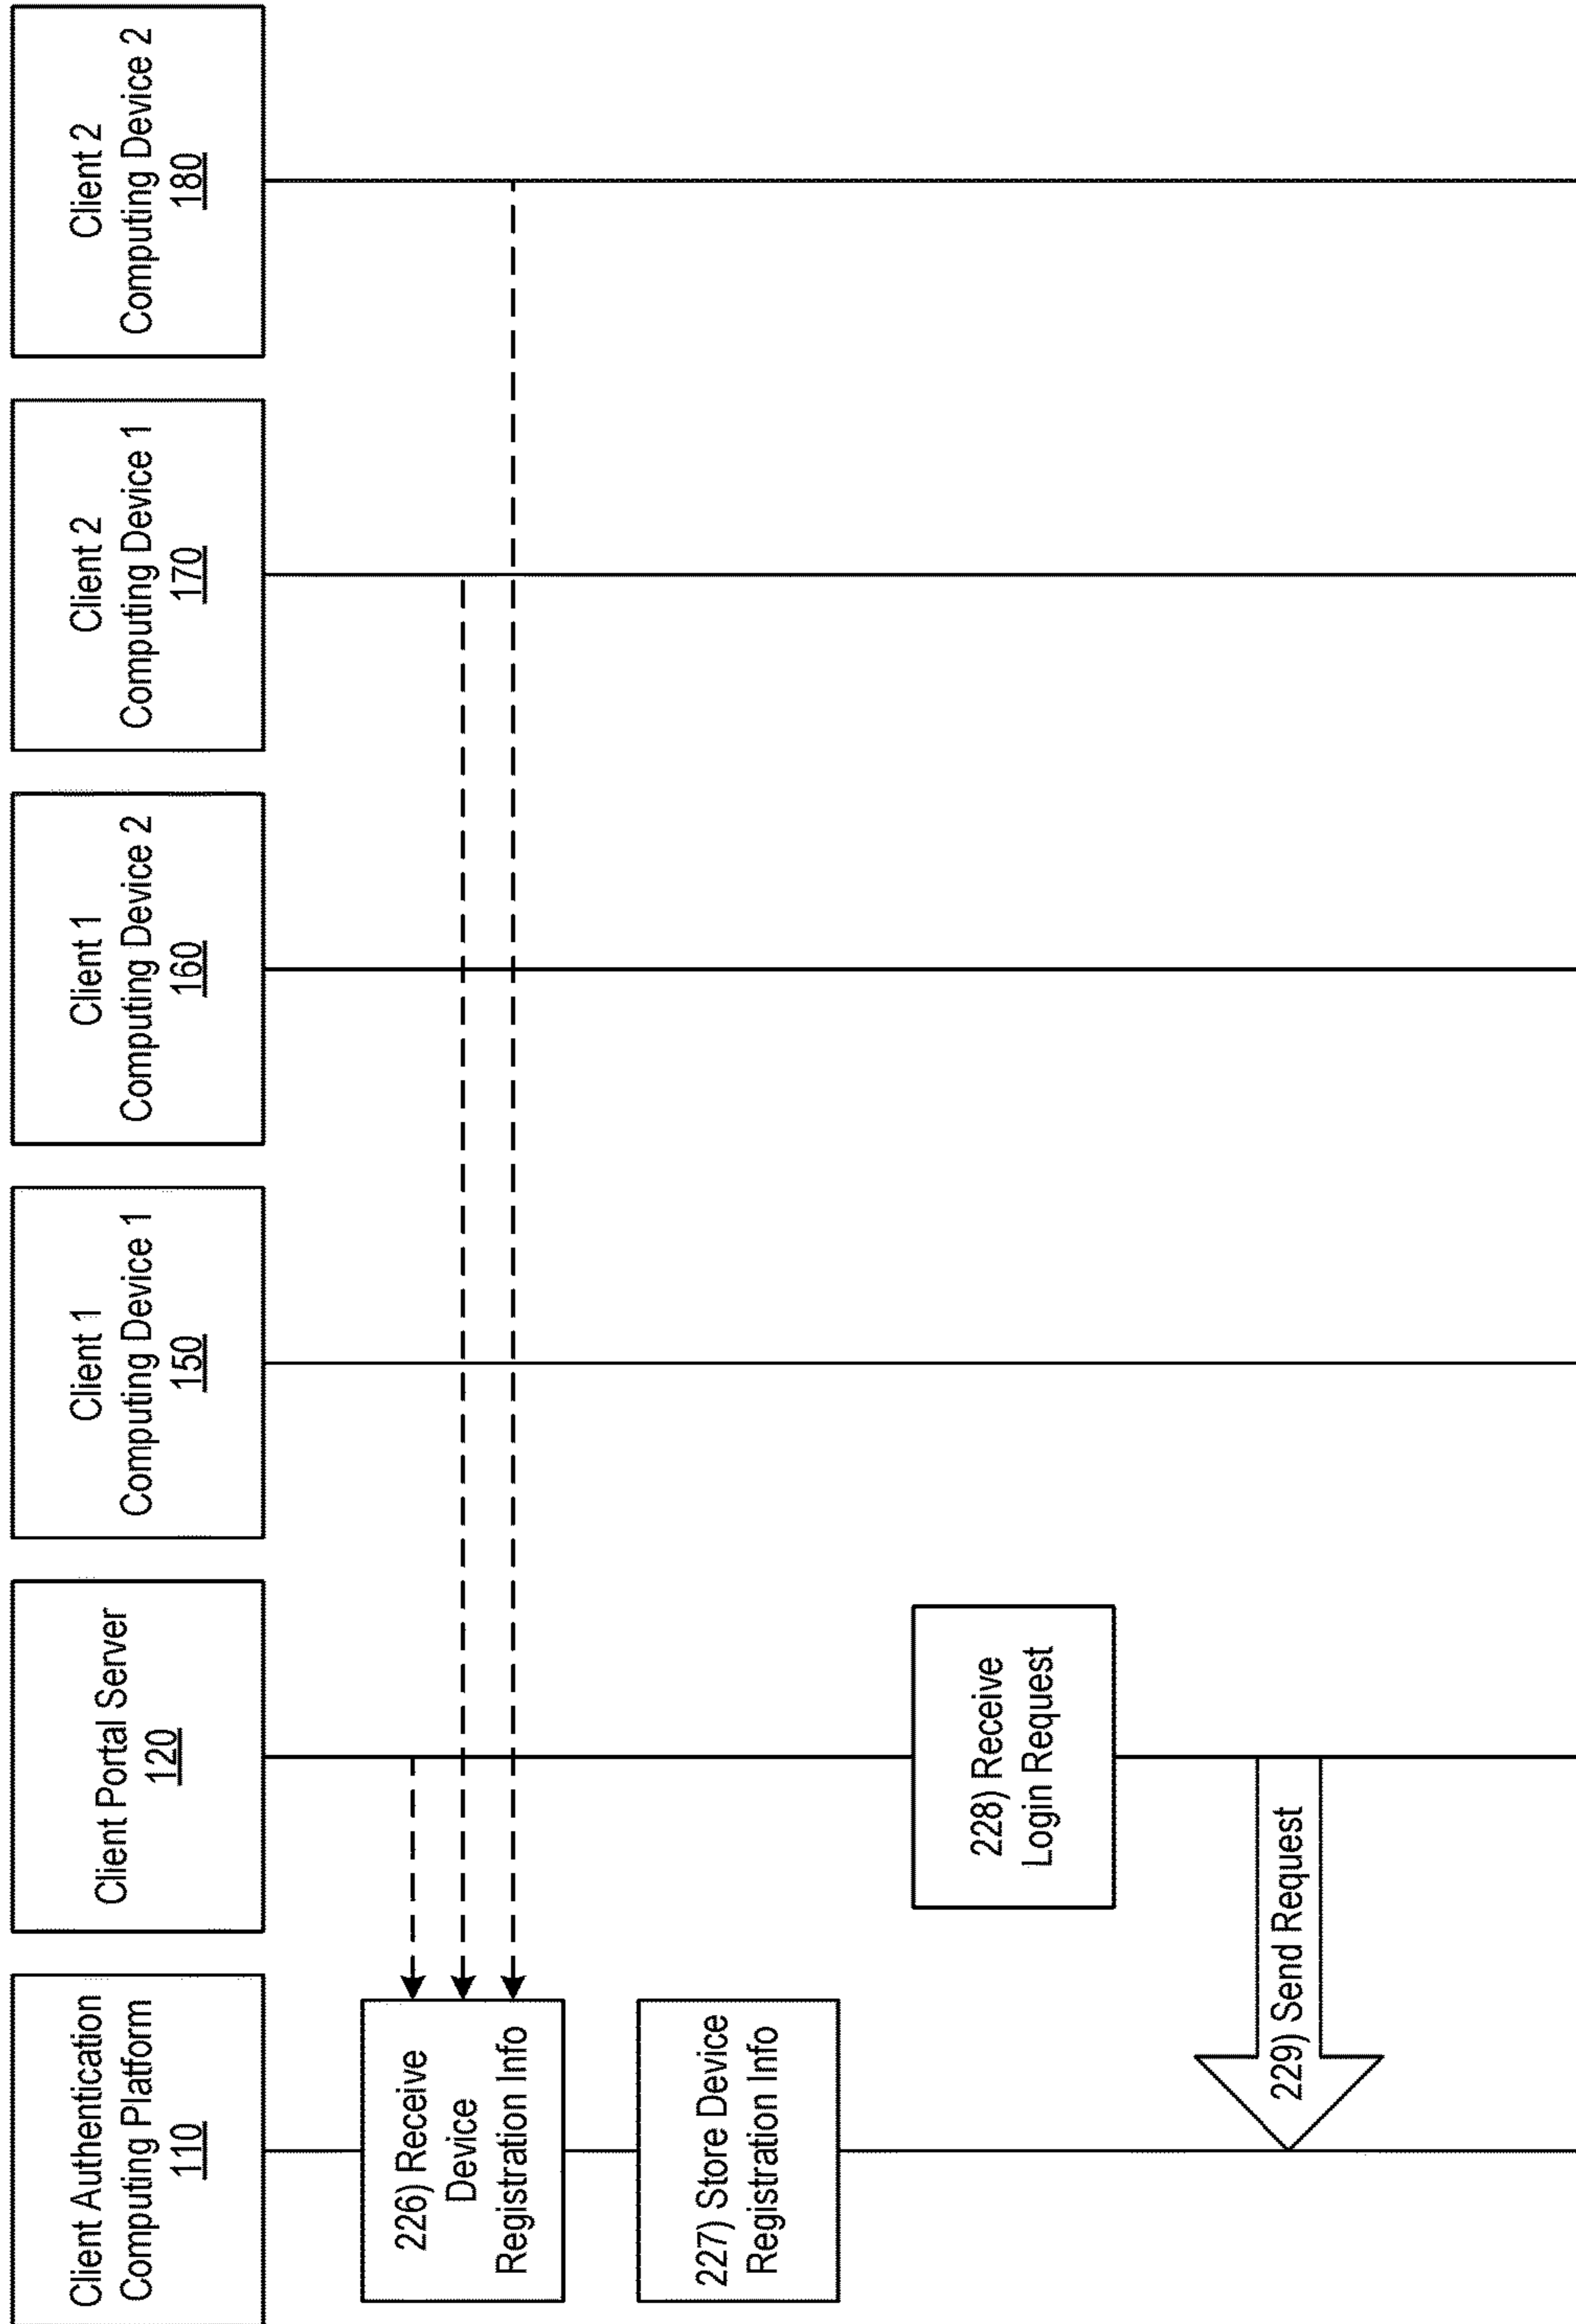 Client Authentication
Computing Platform
110
Client Portal Server
120
Client 1
Computing Device 1
150
Client 1
Computing Device 2
160
Client 2
Computing Device 1
170
Client 2
Computing Device 2
180
226) Receive
Device
Registration Info
227) Store Device
Registration Info
228) Receive
Login Request
229) Send Request